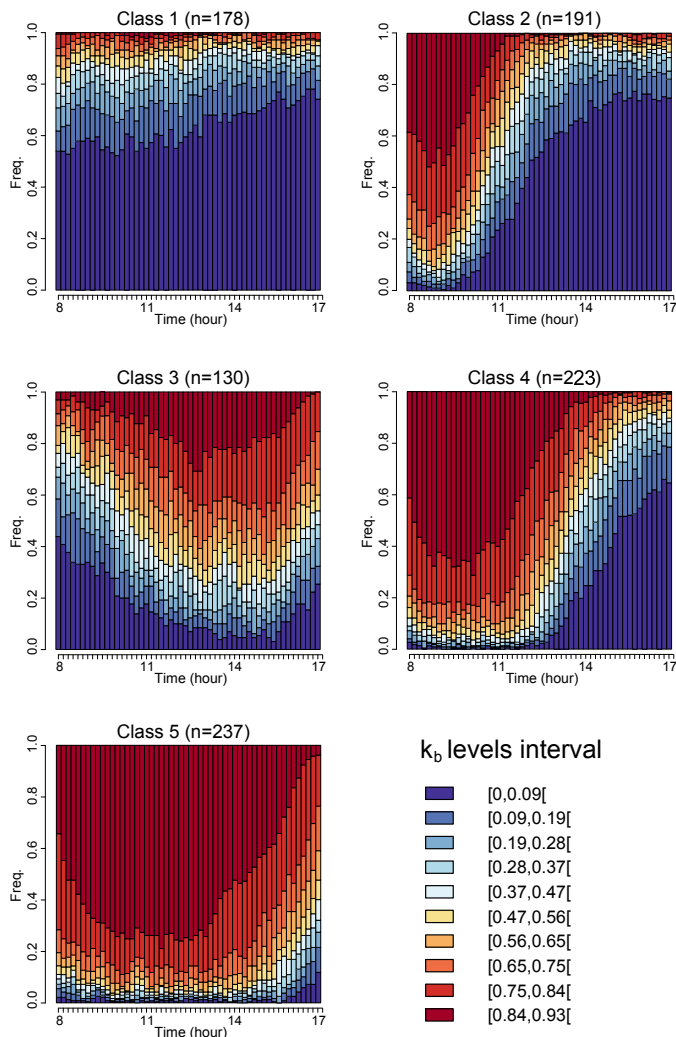 Class 1 (n=178)
Freq.
0.0 0.2 0.4 0.6 0.8 1.0
8 11 14 17
Time (hour)
Class 2 (n=191)
Freq.
0.0 0.2 0.4 0.6 0.8 1.0
8 11 14 17
Time (hour)
Class 3 (n=130)
Freq.
0.0 0.2 0.4 0.6 0.8 1.0
8 11 14 17
Time (hour)
Class 4 (n=223)
Freq.
0.0 0.2 0.4 0.6 0.8 1.0
8 11 14 17
Time (hour)
Class 5 (n=237)
Freq.
0.0 0.2 0.4 0.6 0.8 1.0
8 11 14 17
Time (hour)
k_b levels interval
[0,0.09[
[0.09,0.19[
[0.19,0.28[
[0.28,0.37[
[0.37,0.47[
[0.47,0.56[
[0.56,0.65[
[0.65,0.75[
[0.75,0.84[
[0.84,0.93[